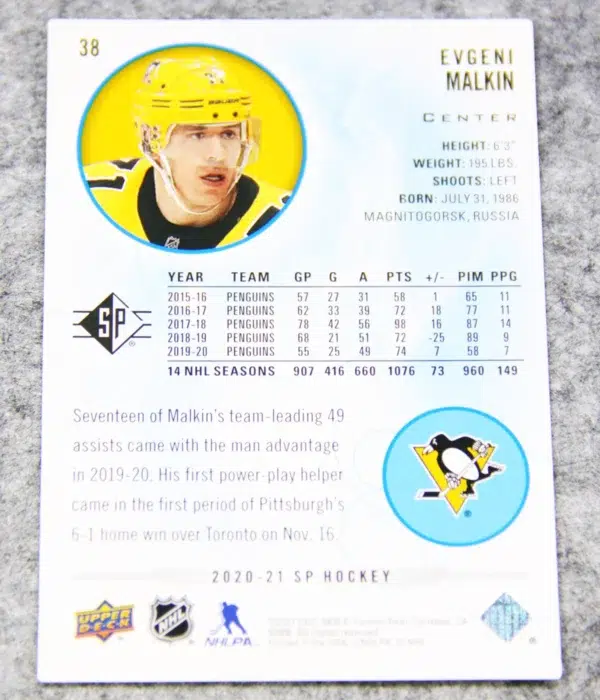 38
EVGENI
MALKIN
CENTER
HEIGHT: 6'3"
WEIGHT: 195 LBS.
SHOOTS: LEFT
BORN: JULY 31, 1986
MAGNITOGORSK, RUSSIA
BAUER
YEAR TEAM GP G A PTS +/- PIM PPG
2015-16 PENGUINS 57 27 31 58 1 65 11
2016-17 PENGUINS 62 33 39 72 18 77 11
2017-18 PENGUINS 78 42 56 98 16 87 14
2018-19 PENGUINS 68 21 51 72 -25 89 9
2019-20 PENGUINS 55 25 49 74 7 58 7
14 NHL SEASONS 907 416 660 1076 73 960 149
SP
Seventeen of Malkin's team-leading 49
assists came with the man advantage
in 2019-20. His first power-play helper
came in the first period of Pittsburgh's
6-1 home win over Toronto on Nov. 16.
2020-21 SP HOCKEY
UPPER
DECK
NHL
NHLPA